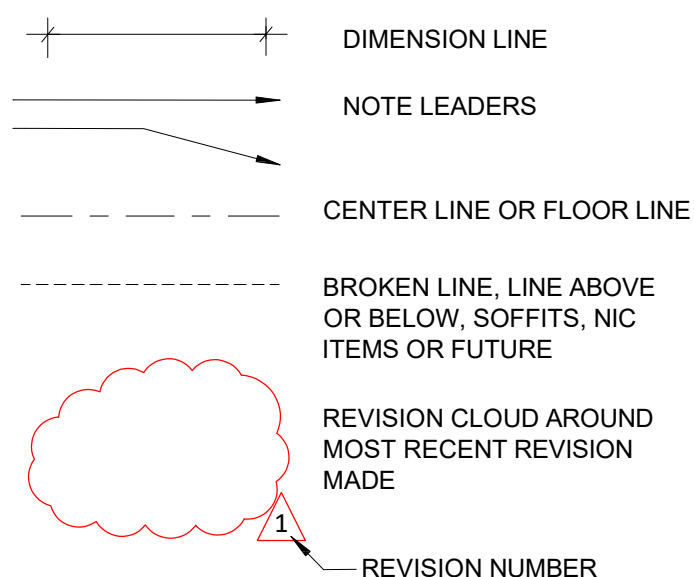 DIMENSION LINE
NOTE LEADERS
CENTER LINE OR FLOOR LINE
BROKEN LINE, LINE ABOVE
OR BELOW, SOFFITS, NIC
ITEMS OR FUTURE
REVISION CLOUD AROUND
MOST RECENT REVISION
MADE
1
REVISION NUMBER